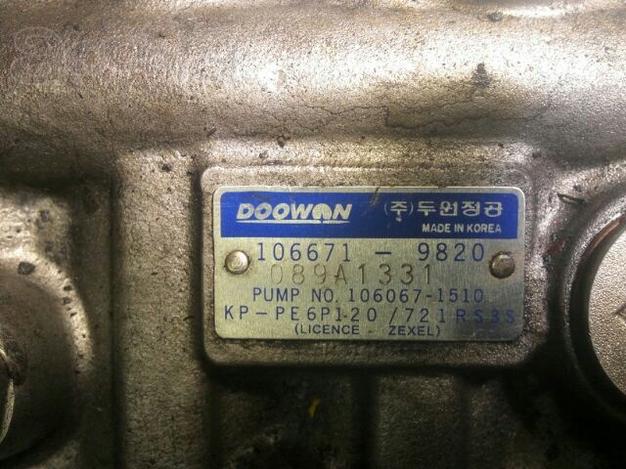 DOOWON (주)두원정공
MADE IN KOREA
106671 - 9820
089A1331
PUMP NO. 106067-1510
KP-PE6P120/721RS3S
(LICENCE - ZEXEL)